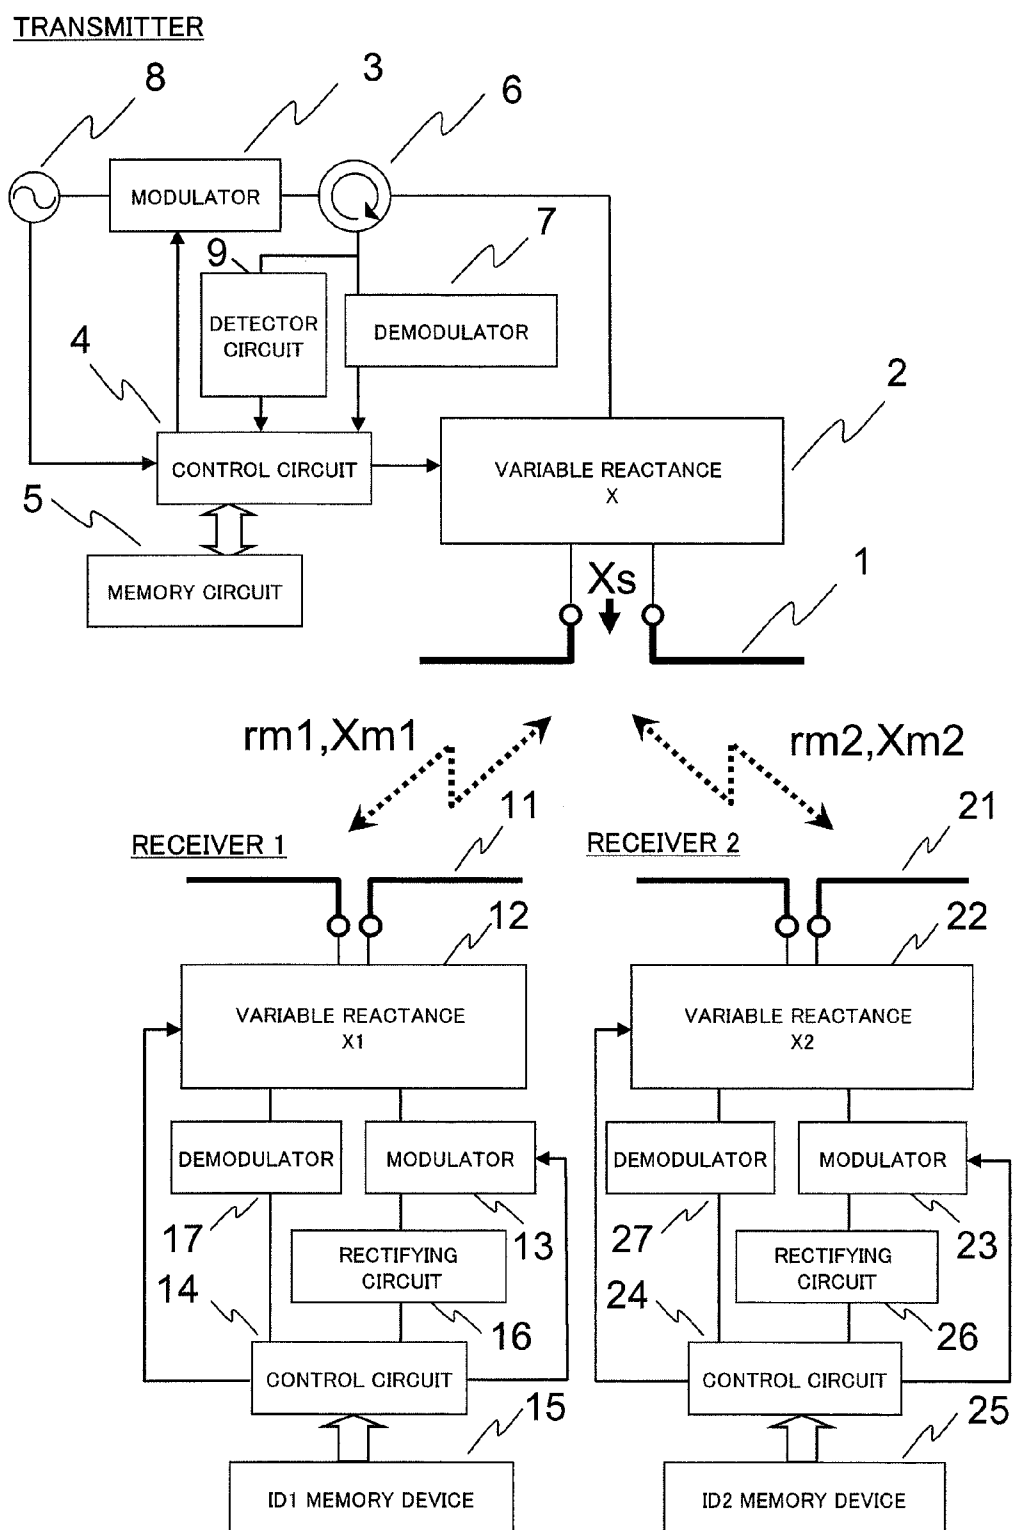 TRANSMITTER
8
3
6
MODULATOR
7
9
DETECTOR
CIRCUIT
DEMODULATOR
4
2
CONTROL CIRCUIT
VARIABLE REACTANCE
X
5
MEMORY CIRCUIT
Xs
1
rm1,Xm1
rm2,Xm2
RECEIVER 1
11
RECEIVER 2
21
12
22
VARIABLE REACTANCE
X1
VARIABLE REACTANCE
X2
DEMODULATOR
MODULATOR
DEMODULATOR
MODULATOR
17
13
27
23
RECTIFYING
CIRCUIT
RECTIFYING
CIRCUIT
14
16
24
26
CONTROL CIRCUIT
CONTROL CIRCUIT
15
25
ID1 MEMORY DEVICE
ID2 MEMORY DEVICE